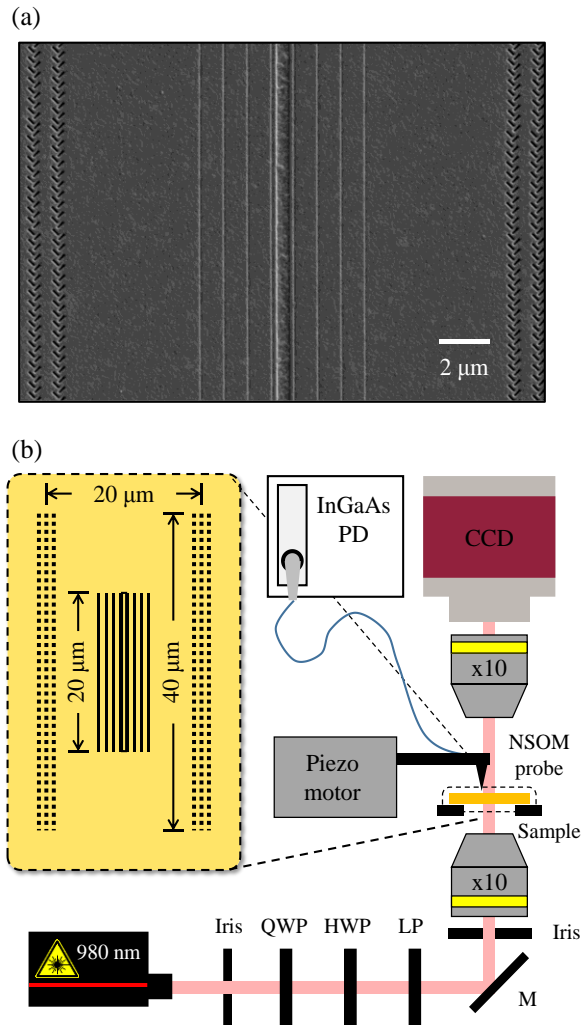 (a)
2 μm
(b)
20 μm
20 μm
40 μm
InGaAs
PD
CCD
x10
Piezo
motor
NSOM
probe
Sample
x10
980 nm
Iris
QWP
HWP
LP
Iris
M